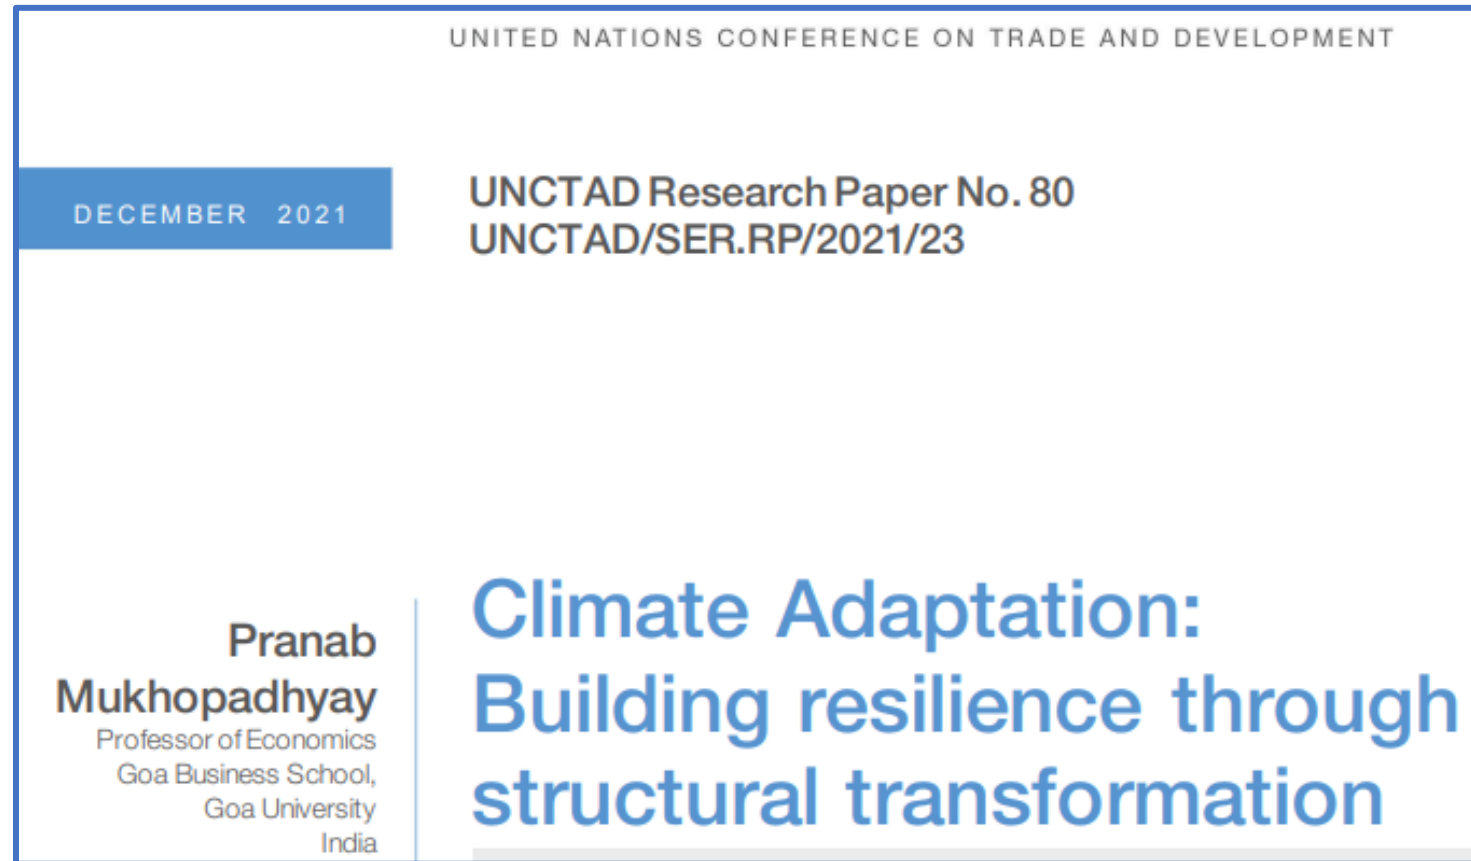 UNITED NATIONS CONFERENCE ON TRADE AND DEVELOPMENT
DECEMBER 2021
UNCTAD Research Paper No. 80
UNCTAD/SER.RP/2021/23
Pranab
Mukhopadhyay
Professor of Economics
Goa Business School,
Goa University
India
Climate Adaptation:
Building resilience through
structural transformation